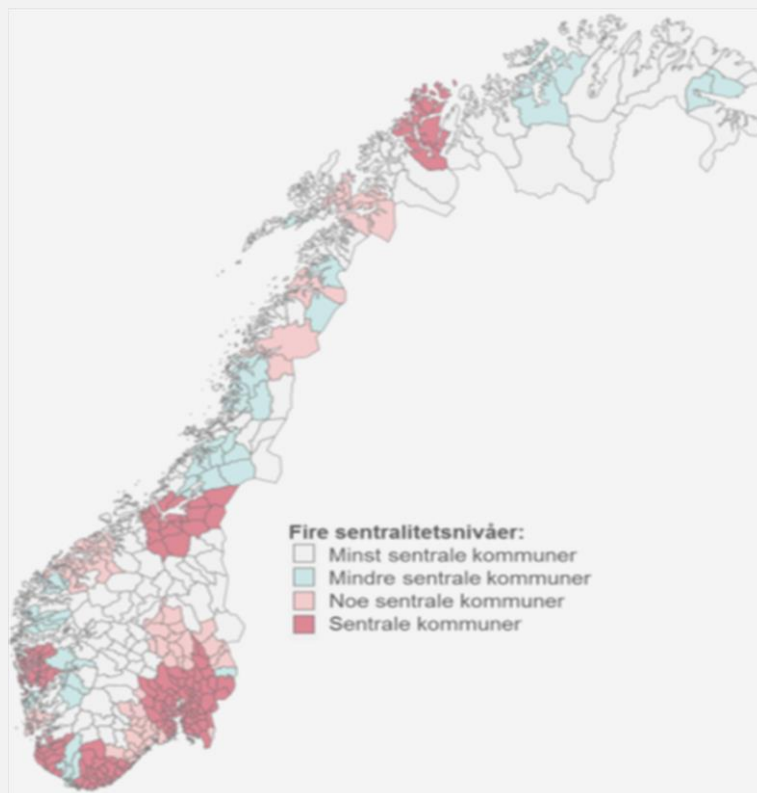 Fire sentralitetsnivåer:
Minst sentrale kommuner
Mindre sentrale kommuner
Noe sentrale kommuner
Sentrale kommuner